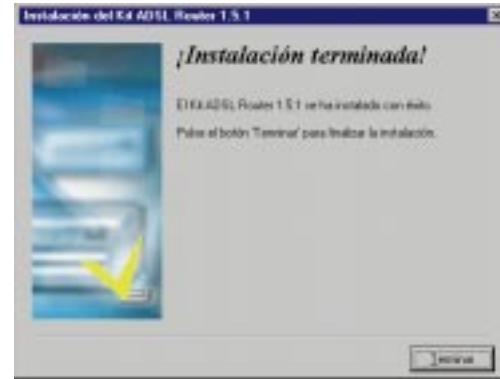 Instalación del Kit ADSL Router 1.5.1
¡Instalación terminada!
El Kit ADSL Router 1.5.1 se ha instalado con éxito.
Pulse el botón 'Terminar' para finalizar la instalación.
Terminar